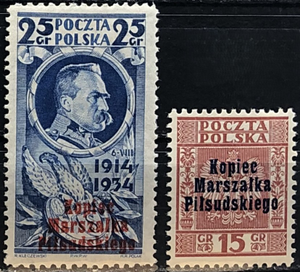 25 POCZTA 25
GR POLSKA GR
6·VIII
1914
1934
Kopiec
Marszałka
Piłsudskiego
POCZTA
POLSKA
Kopiec
Marszałka
Piłsudskiego
GR 15 GR